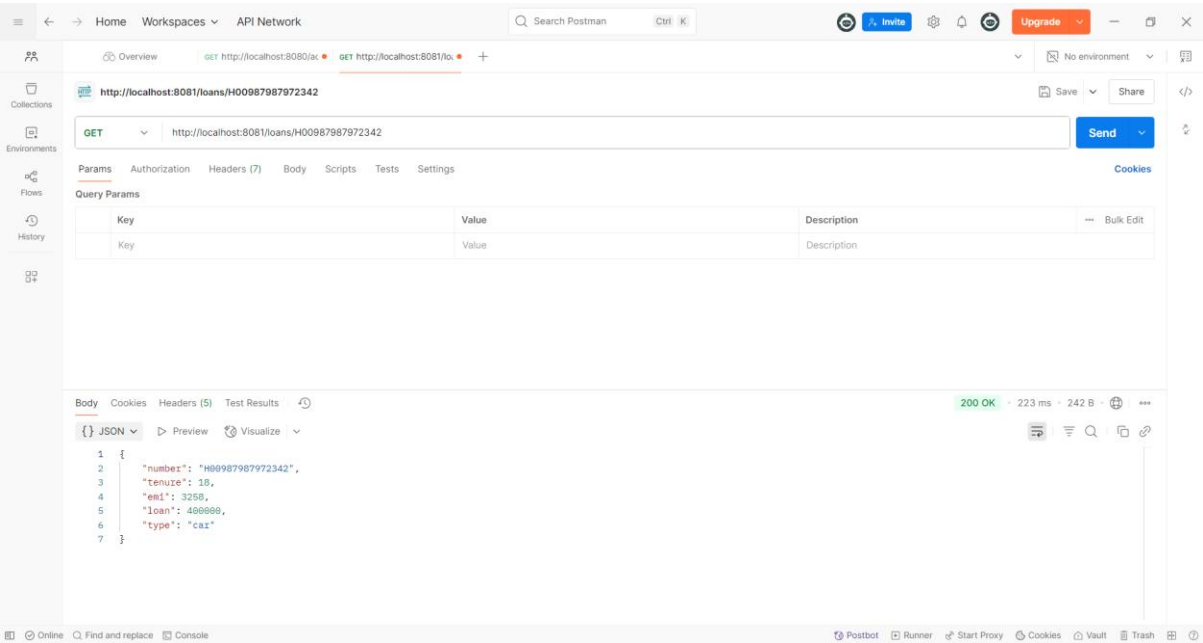 Home Workspaces API Network Search Postman Ctrl K Invite Upgrade
Overview GET http://localhost:8080/ac GET http://localhost:8081/lo. No environment
HTTP http://localhost:8081/loans/H00987987972342 Save Share
Collections
GET http://localhost:8081/loans/H00987987972342 Send
Environments
Params Authorization Headers (7) Body Scripts Tests Settings Cookies
Flows
Query Params
Key Value Description Bulk Edit
Key Value Description
History
Body Cookies Headers (5) Test Results 200 OK 223 ms 242 B
{} JSON Preview Visualize
1 {
2 "number": "H00987987972342",
3 "tenure": 18,
4 "emi": 3258,
5 "loan": 400000,
6 "type": "car"
7 }
Online Find and replace Console Postbot Runner Start Proxy Cookies Vault Trash